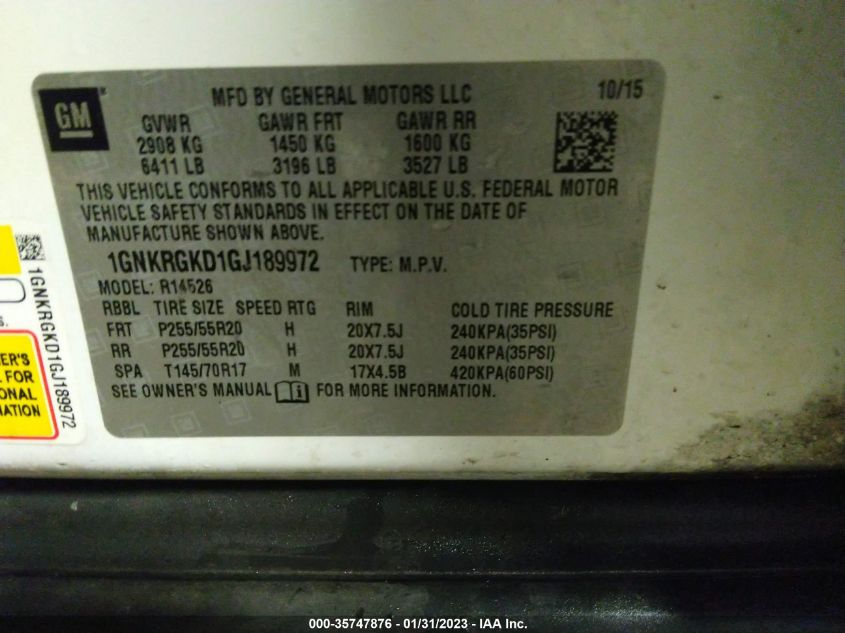 GM
MFD BY GENERAL MOTORS LLC 10/15
GVWR GAWR FRT GAWR RR
2908 KG 1450 KG 1600 KG
6411 LB 3196 LB 3527 LB
THIS VEHICLE CONFORMS TO ALL APPLICABLE U.S. FEDERAL MOTOR
VEHICLE SAFETY STANDARDS IN EFFECT ON THE DATE OF
MANUFACTURE SHOWN ABOVE.
1GNKRGKD1GJ189972 TYPE: M.P.V.
MODEL: R14526
RBBL TIRE SIZE SPEED RTG RIM COLD TIRE PRESSURE
FRT P255/55R20 H 20X7.5J 240KPA(35PSI)
RR P255/55R20 H 20X7.5J 240KPA(35PSI)
SPA T145/70R17 M 17X4.5B 420KPA(60PSI)
SEE OWNER'S MANUAL i FOR MORE INFORMATION.
1GNKRGKD1GJ189972
ER'S
FOR
ONAL
MATION
000-35747876 - 01/31/2023 - IAA Inc.